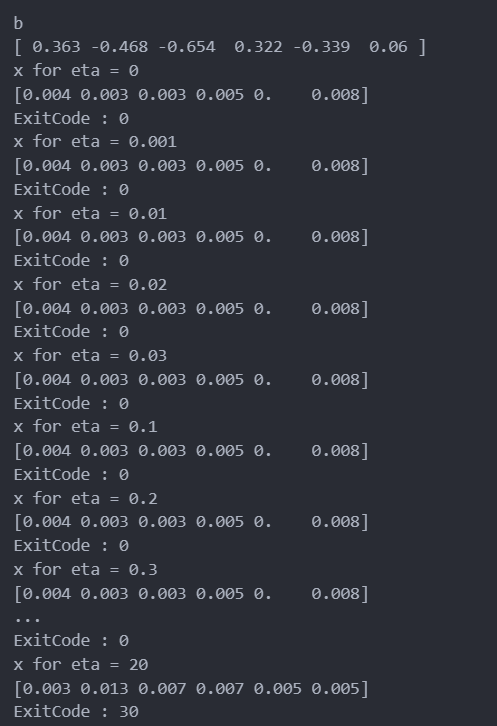 b
[ 0.363 -0.468 -0.654  0.322 -0.339  0.06 ]
x for eta = 0
[0.004 0.003 0.003 0.005 0.    0.008]
ExitCode : 0
x for eta = 0.001
[0.004 0.003 0.003 0.005 0.    0.008]
ExitCode : 0
x for eta = 0.01
[0.004 0.003 0.003 0.005 0.    0.008]
ExitCode : 0
x for eta = 0.02
[0.004 0.003 0.003 0.005 0.    0.008]
ExitCode : 0
x for eta = 0.03
[0.004 0.003 0.003 0.005 0.    0.008]
ExitCode : 0
x for eta = 0.1
[0.004 0.003 0.003 0.005 0.    0.008]
ExitCode : 0
x for eta = 0.2
[0.004 0.003 0.003 0.005 0.    0.008]
ExitCode : 0
x for eta = 0.3
[0.004 0.003 0.003 0.005 0.    0.008]
...
ExitCode : 0
x for eta = 20
[0.003 0.013 0.007 0.007 0.005 0.005]
ExitCode : 30